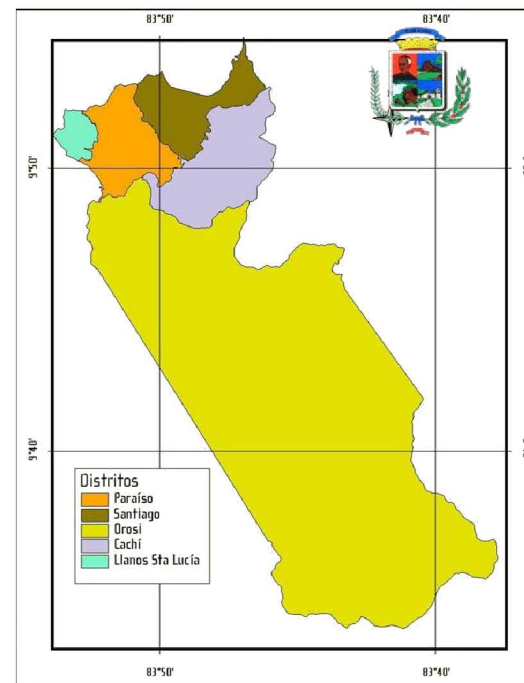 83°50'
83°40'
9°50'
9°40'
Distritos
Paraíso
Santiago
Orosi
Cachí
Llanos Sta Lucía
83°50'
83°40'